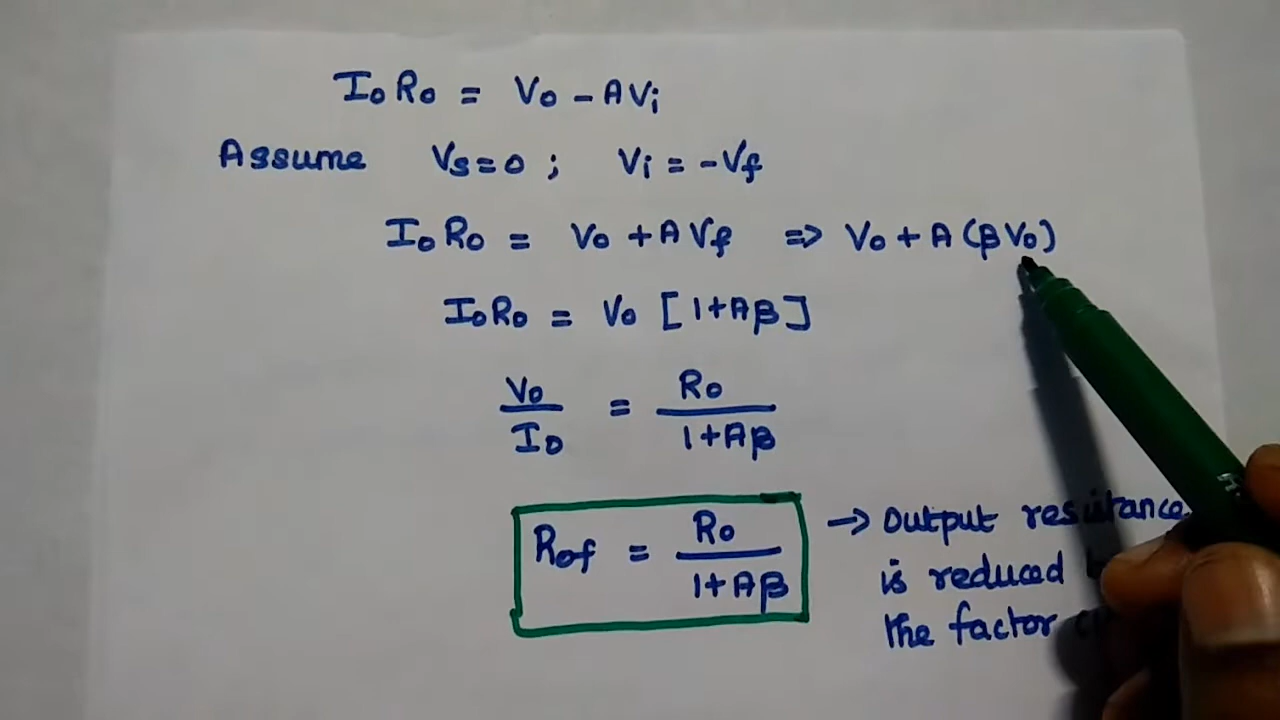 I₀R₀ = V₀ - AVᵢ
Assume Vs=0 ; Vᵢ = -Vf
I₀R₀ = V₀ + AVf => V₀ + A(βV₀)
I₀R₀ = V₀ [1+Aβ]
V₀/I₀ = R₀/1+Aβ
Rof = R₀/1+Aβ → Output resistance
is reduced
the factor